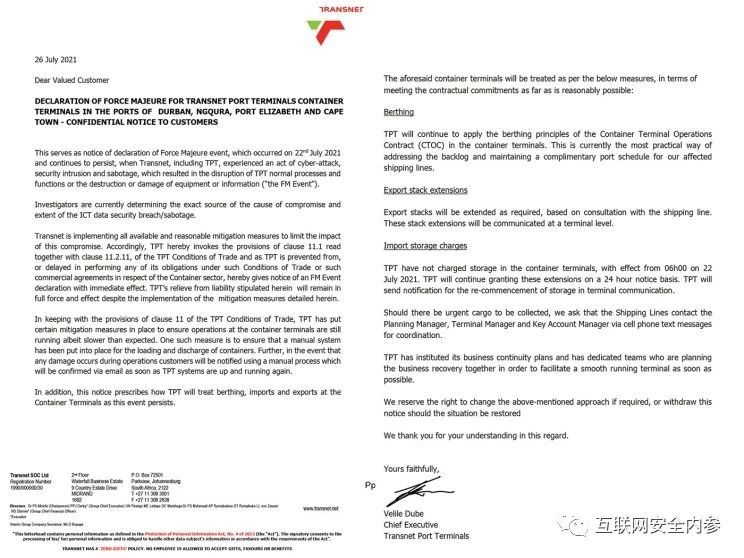 TRANSNET
26 July 2021
Dear Valued Customer
DECLARATION OF FORCE MAJEURE FOR TRANSNET PORT TERMINALS CONTAINER
TERMINALS IN THE PORTS OF DURBAN, NGQURA, PORT ELIZABETH AND CAPE
TOWN - CONFIDENTIAL NOTICE TO CUSTOMERS
This serves as notice of declaration of Force Majeure event, which occurred on 22nd July 2021
and continues to persist, when Transnet, including TPT, experienced an act of cyber-attack,
security intrusion and sabotage, which resulted in the disruption of TPT normal processes and
functions or the destruction or damage of equipment or information ("the FM Event").
Investigators are currently determining the exact source of the cause of compromise and
extent of the ICT data security breach/sabotage.
Transnet is implementing all available and reasonable mitigation measures to limit the impact
of this compromise. Accordingly, TPT hereby invokes the provisions of clause 11.1 read
together with clause 11.2.11, of the TPT Conditions of Trade and as TPT is prevented from,
or delayed in performing any of its obligations under such Conditions of Trade or such
commercial agreements in respect of the Container sector, hereby gives notice of an FM Event
declaration with immediate effect. TPT's relieve from liability stipulated herein will remain in
full force and effect despite the implementation of the mitigation measures detailed herein.
In keeping with the provisions of clause 11 of the TPT Conditions of Trade, TPT has put
certain mitigation measures in place to ensure operations at the container terminals are still
running albeit slower than expected. One such measure is to ensure that a manual system
has been put into place for the loading and discharge of containers. Further, in the event that
any damage occurs during operations customers will be notified using a manual process which
will be confirmed via email as soon as TPT systems are up and running again.
In addition, this notice prescribes how TPT will treat berthing, imports and exports at the
Container Terminals as this event persists.
Transnet SOC Ltd
Registration Number
1990/000900/30
2nd Floor
Waterfall Business Estate
9 Country Estate Drive
MIDRAND
1662
P.O. Box 72501
Parkview, Johannesburg
South Africa, 2122
T +27 11 308 3001
F +27 11 308 2638
www.transnet.net
*Executive
The aforesaid container terminals will be treated as per the below measures, in terms of
meeting the contractual commitments as far as is reasonably possible:
Berthing
TPT will continue to apply the berthing principles of the Container Terminal Operations
Contract (CTOC) in the container terminals. This is currently the most practical way of
addressing the backlog and maintaining a complimentary port schedule for our affected
shipping lines.
Export stack extensions
Export stacks will be extended as required, based on consultation with the shipping line.
These stack extensions will be communicated at a terminal level.
Import storage charges
TPT have not charged storage in the container terminals, with effect from 06h00 on 22
July 2021. TPT will continue granting these extensions on a 24 hour notice basis. TPT will
send notification for the re-commencement of storage in terminal communication.
Should there be urgent cargo to be collected, we ask that the Shipping Lines contact the
Planning Manager, Terminal Manager and Key Account Manager via cell phone text messages
for coordination.
TPT has instituted its business continuity plans and has dedicated teams who are planning
the business recovery together in order to facilitate a smooth running terminal as soon as
possible.
We reserve the right to change the above-mentioned approach if required, or withdraw this
notice should the situation be restored
We thank you for your understanding in this regard.
Yours faithfully,
Pp
Velile Dube
Chief Executive
Transnet Port Terminals
"This letterhead contains personal information as defined in the Protection of Personal Information Act, No. 4 of 2013 (the "Act"). The signatory consents to the
processing of his/ her personal information and is obliged to handle other data subject's information in accordance with the requirements of the Act".
TRANSNET HAS A 'ZERO GIFTS' POLICY. NO EMPLOYEE IS ALLOWED TO ACCEPT GIFTS, FAVOURS OR BENEFITS
互联网安全内参